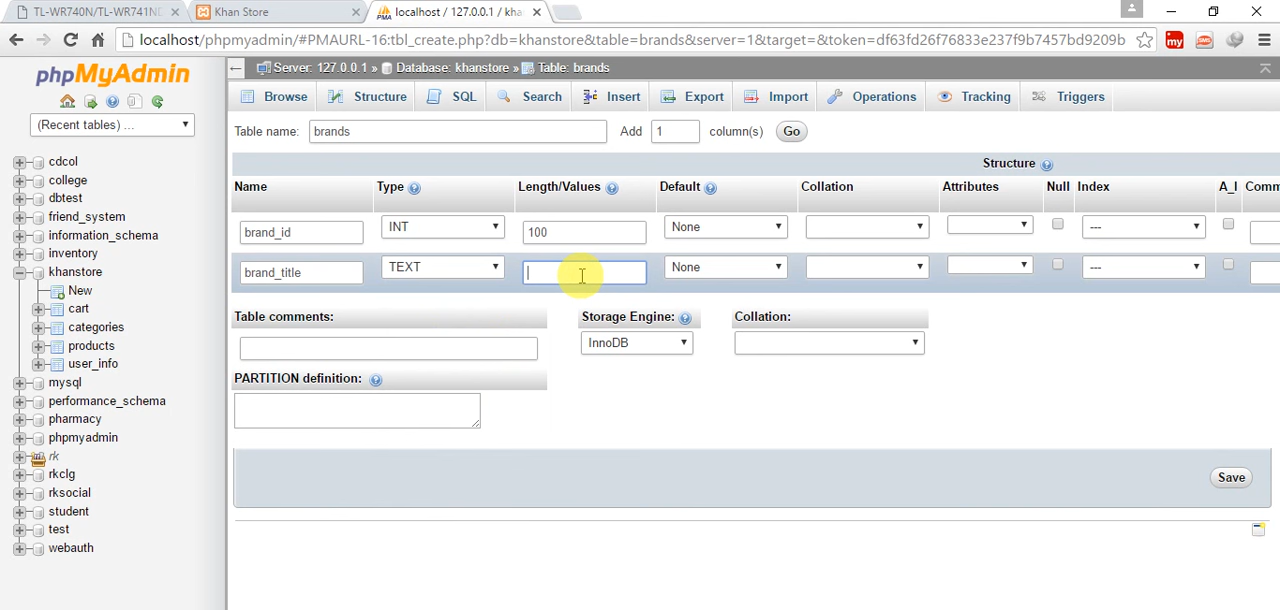 TL-WR740N/TL-WR741ND
Khan Store
localhost / 127.0.0.1 / kha
localhost/phpmyadmin/#PMAURL-16:tbl_create.php?db=khanstore&table=brands&server=1&target=&token=df63fd26f76833e237f9b7457bd9209b
phpMyAdmin
(Recent tables) ...
cdcol
college
dbtest
friend_system
information_schema
inventory
khanstore
New
cart
categories
products
user_info
mysql
performance_schema
pharmacy
phpmyadmin
rk
rkclg
rksocial
student
test
webauth
Server: 127.0.0.1 » Database: khanstore » Table: brands
Browse Structure SQL Search Insert Export Import Operations Tracking Triggers
Table name: brands Add 1 column(s) Go
Structure
Name Type Length/Values Default Collation Attributes Null Index A_I Comm
brand_id INT 100 None ---
brand_title TEXT None ---
Table comments: Storage Engine: Collation:
InnoDB
PARTITION definition:
Save